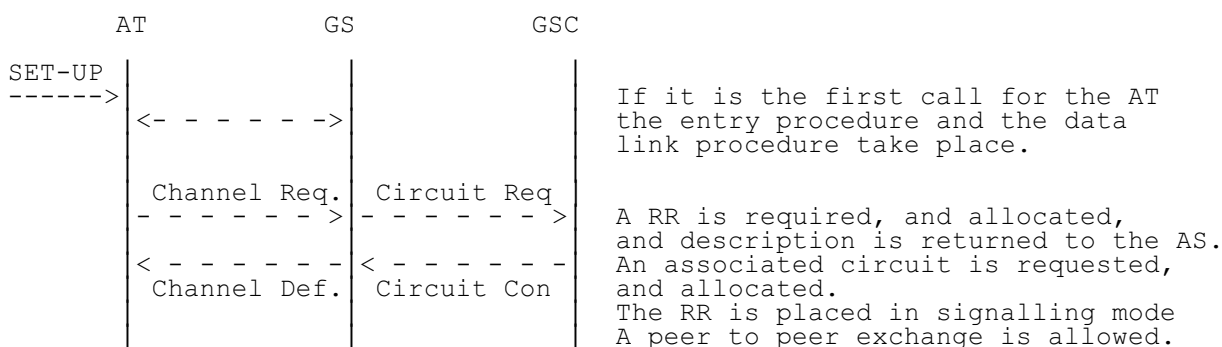 AT GS GSC
SET-UP
------>
If it is the first call for the AT
<- - - - - ->
the entry procedure and the data
link procedure take place.
Channel Req. Circuit Req
- - - - - - > - - - - - - >
A RR is required, and allocated,
and description is returned to the AS.
< - - - - - - < - - - - - -
An associated circuit is requested,
Channel Def. Circuit Con
and allocated.
The RR is placed in signalling mode
A peer to peer exchange is allowed.